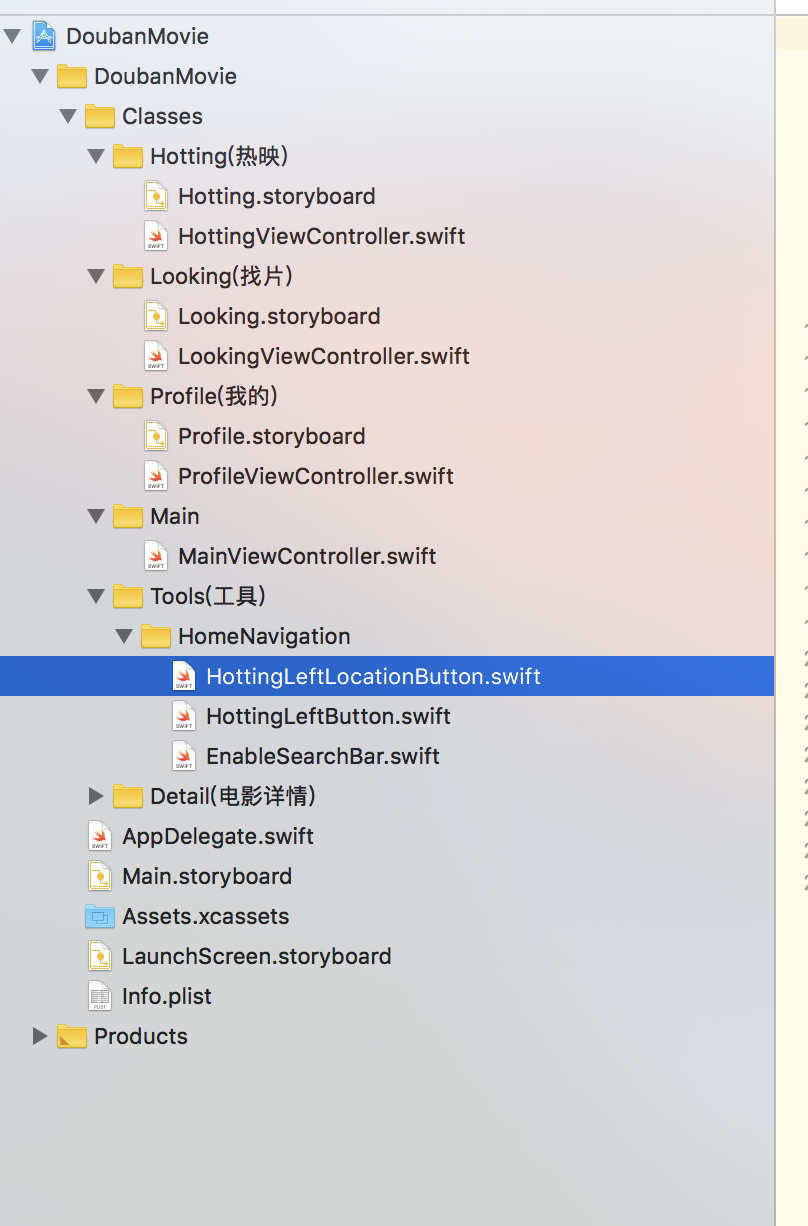 DoubanMovie
DoubanMovie
Classes
Hotting(热映)
Hotting.storyboard
HottingViewController.swift
Looking(找片)
Looking.storyboard
LookingViewController.swift
Profile(我的)
Profile.storyboard
ProfileViewController.swift
Main
MainViewController.swift
Tools(工具)
HomeNavigation
HottingLeftLocationButton.swift
HottingLeftButton.swift
EnableSearchBar.swift
Detail(电影详情)
AppDelegate.swift
Main.storyboard
Assets.xcassets
LaunchScreen.storyboard
Info.plist
Products